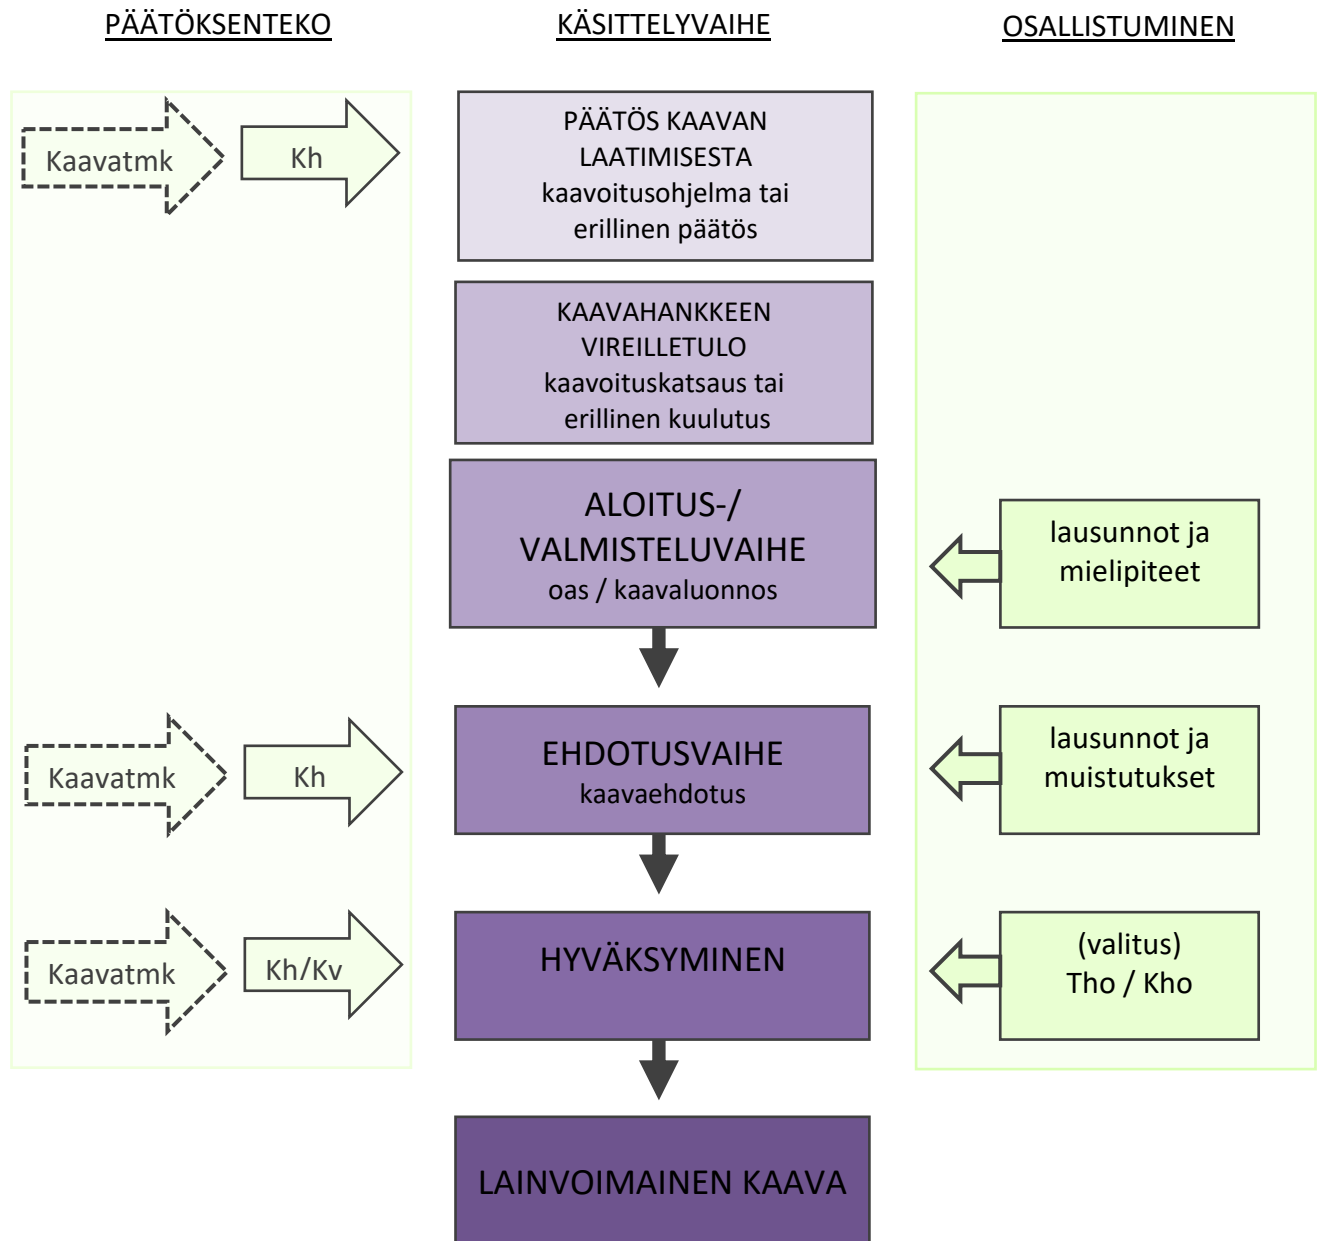 PÄÄTÖKSENTEKO
KÄSITTELYVAIHE
OSALLISTUMINEN
Kaavatmk
Kh
PÄÄTÖS KAAVAN
LAATIMISESTA
kaavoitusohjelma tai
erillinen päätös
KAAVAHANKKEEN
VIREILLETULO
kaavoituskatsaus tai
erillinen kuulutus
ALOITUS-/
VALMISTELUVAIHE
oas / kaavaluonnos
lausunnot ja
mielipiteet
Kaavatmk
Kh
EHDOTUSVAIHE
kaavaehdotus
lausunnot ja
muistutukset
Kaavatmk
Kh/Kv
HYVÄKSYMINEN
(valitus)
Tho / Kho
LAINVOIMAINEN KAAVA